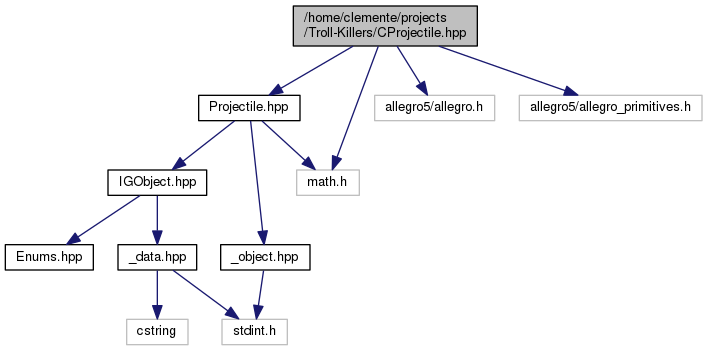 /home/clemente/projects
/Troll-Killers/CProjectile.hpp
Projectile.hpp
allegro5/allegro.h
allegro5/allegro_primitives.h
IGObject.hpp
math.h
Enums.hpp
_data.hpp
_object.hpp
cstring
stdint.h